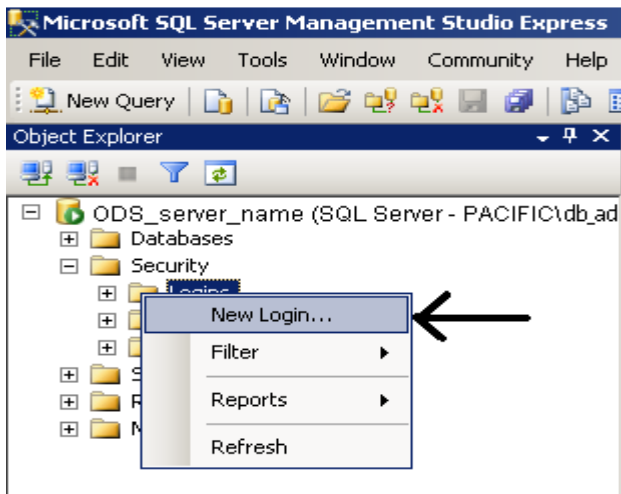 Microsoft SQL Server Management Studio Express
File Edit View Tools Window Community Help
New Query
Object Explorer
ODS_server_name (SQL Server - PACIFIC\db_ad
Databases
Security
Logins
New Login...
Filter
S
Reports
R
M
Refresh